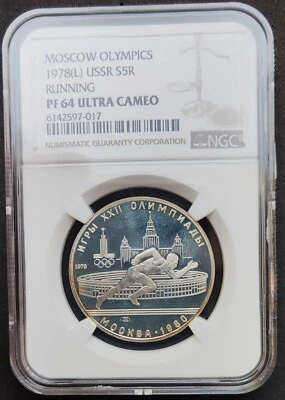 MOSCOW OLYMPICS
1978(L) USSR S5R
RUNNING
PF 64 ULTRA CAMEO
6142597-017
NGC
NUMISMATIC GUARANTY CORPORATION
ИГРЫ XXII ОЛИМПИАДЫ
1978
МОСКВА · 1980